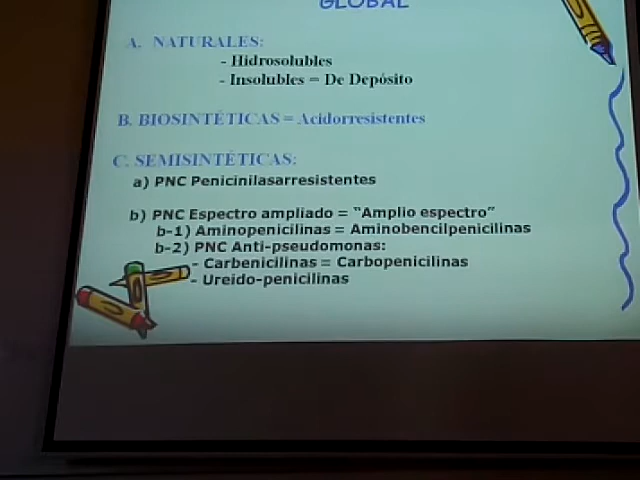 GLOBAL
A. NATURALES:
- Hidrosolubles
- Insolubles = De Depósito
B. BIOSINTÉTICAS = Acidorresistentes
C. SEMISINTÉTICAS:
a) PNC Penicinilasarresistentes
b) PNC Espectro ampliado = "Amplio espectro"
b-1) Aminopenicilinas = Aminobencilpenicilinas
b-2) PNC Anti-pseudomonas:
- Carbenicilinas = Carbopenicilinas
- Ureido-penicilinas